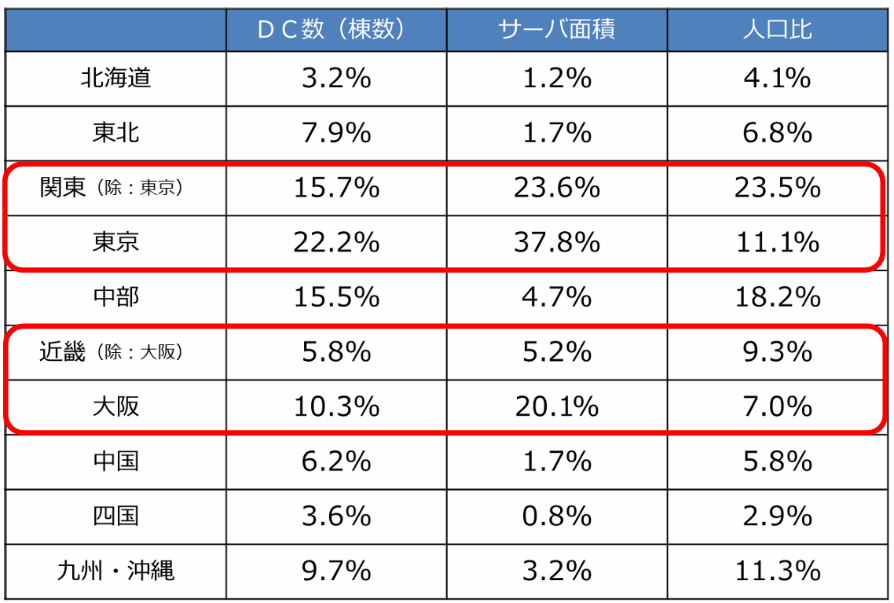 ＤＣ数（棟数） サーバ面積 人口比
北海道 3.2% 1.2% 4.1%
東北 7.9% 1.7% 6.8%
関東（除：東京） 15.7% 23.6% 23.5%
東京 22.2% 37.8% 11.1%
中部 15.5% 4.7% 18.2%
近畿（除：大阪） 5.8% 5.2% 9.3%
大阪 10.3% 20.1% 7.0%
中国 6.2% 1.7% 5.8%
四国 3.6% 0.8% 2.9%
九州・沖縄 9.7% 3.2% 11.3%